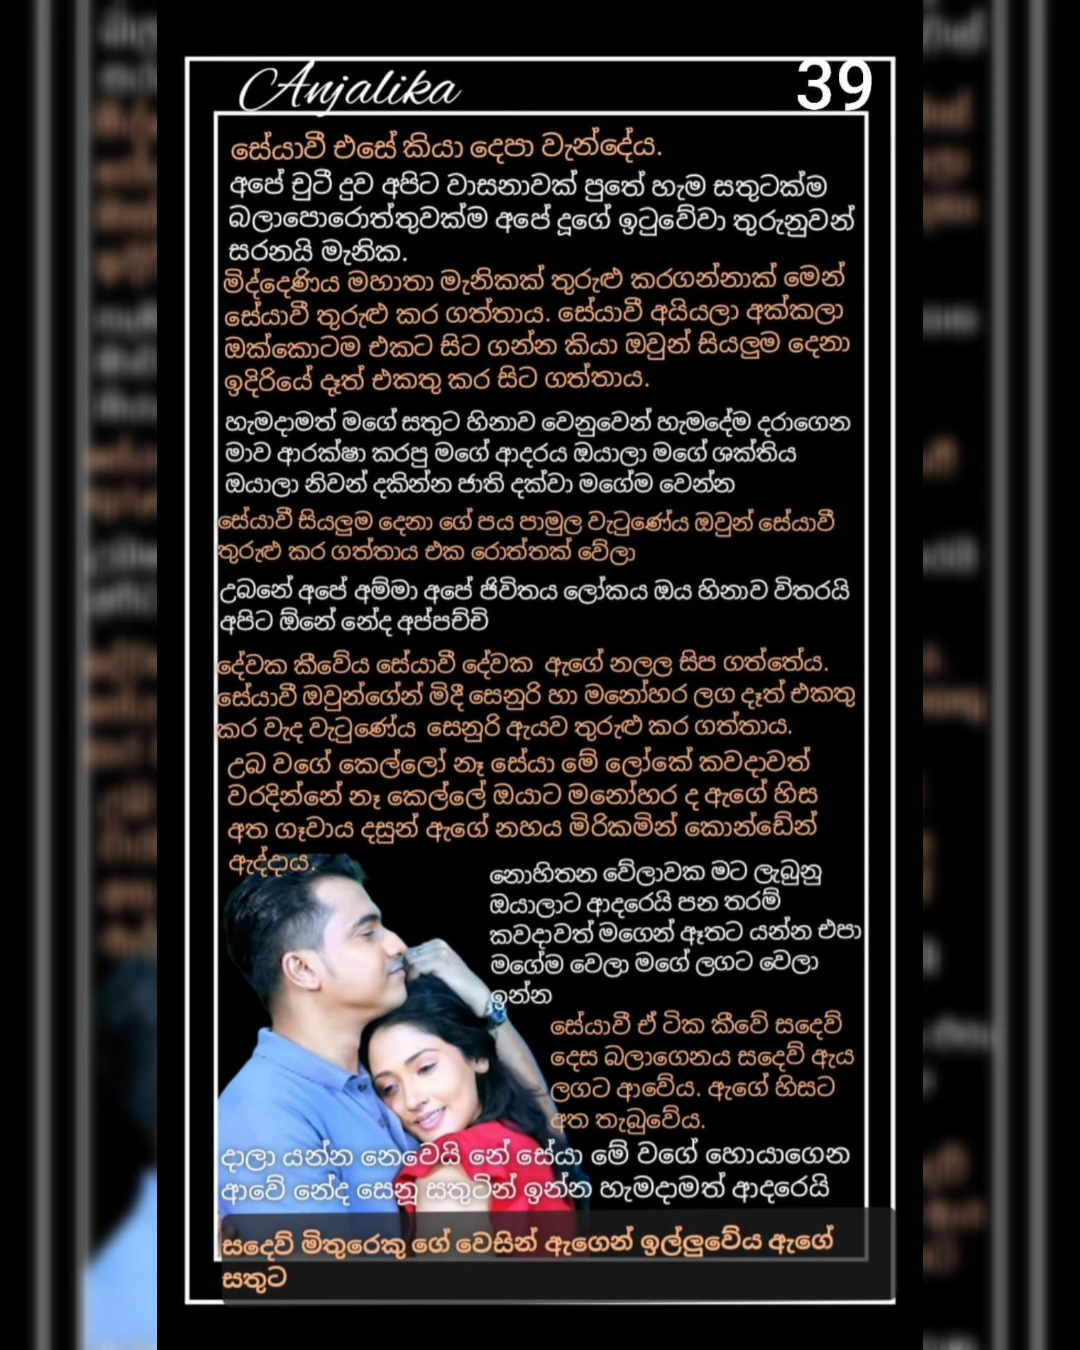 Anjalika
39
සේයාවී එසේ කියා දෙපා වැන්දේය.
අපේ චුටී දුව අපිට වාසනාවක් පුතේ හැම සතුටක්ම
බලාපොරොත්තුවක්ම අපේ දූගේ ඉටුවේවා තුරුනුවන්
සරනයි මැනික.
මිද්දෙණිය මහාතා මැනිකක් තුරුළු කරගන්නාක් මෙන්
සේයාවී තුරුළු කර ගත්තාය. සේයාවී අයියලා අක්කලා
ඔක්කොටම එකට සිට ගන්න කියා ඔවුන් සියලුම දෙනා
ඉදිරියේ දෑත් එකතු කර සිට ගත්තාය.
හැමදාමත් මගේ සතුට හිනාව වෙනුවෙන් හැමදේම දරාගෙන
මාව ආරක්ෂා කරපු මගේ ආදරය ඔයාලා මගේ ශක්තිය
ඔයාලා නිවන් දකින්න ජාති දක්වා මගේම වෙන්න
සේයාවී සියලුම දෙනා ගේ පය පාමුල වැටුණේය ඔවුන් සේයාවී
තුරුළු කර ගත්තාය එක රොත්තක් වේලා
උබනේ අපේ අම්මා අපේ ජිවිතය ලෝකය ඔය හිනාව විතරයි
අපිට ඕනේ නේද අප්පච්චි
දේවක කීවේය සේයාවී දේවක ඇගේ නලල සිප ගත්තේය.
සේයාවී ඔවුන්ගේන් මිදී සෙනුරි හා මනෝහර ලග දෑත් එකතු
කර වැද වැටුණේය සෙනුරි ඇයව තුරුළු කර ගත්තාය.
උබ වගේ කෙල්ලෝ නෑ සේයා මේ ලෝකේ කවදාවත්
වරදින්නේ නෑ කෙල්ලේ ඔයාට මනෝහර ද ඇගේ හිස
අත ගෑවාය දසුන් ඇගේ නහය මිරිකමින් කොන්ඩේන්
ඇද්දාය.
නොහිතන වේලාවක මට ලැබුනු
ඔයාලාට ආදරෙයි පන තරම්
කවදාවත් මගෙන් ඈතට යන්න එපා
මගේම වෙලා මගේ ලගට වෙලා
ඉන්න
සේයාවී ඒ ටික කීවේ සදෙව්
දෙස බලාගෙනය සදෙව් ඇය
ලගට ආවේය. ඇගේ හිසට
අත තැබුවේය.
දාලා යන්න නෙවෙයි නේ සේයා මේ වගේ හොයාගෙන
ආවේ නේද සෙනූ සතුටින් ඉන්න හැමදාමත් ආදරෙයි
සදෙව් මිතුරෙකු ගේ වෙසින් ඇගෙන් ඉල්ලුවේය ඇගේ
සතුට